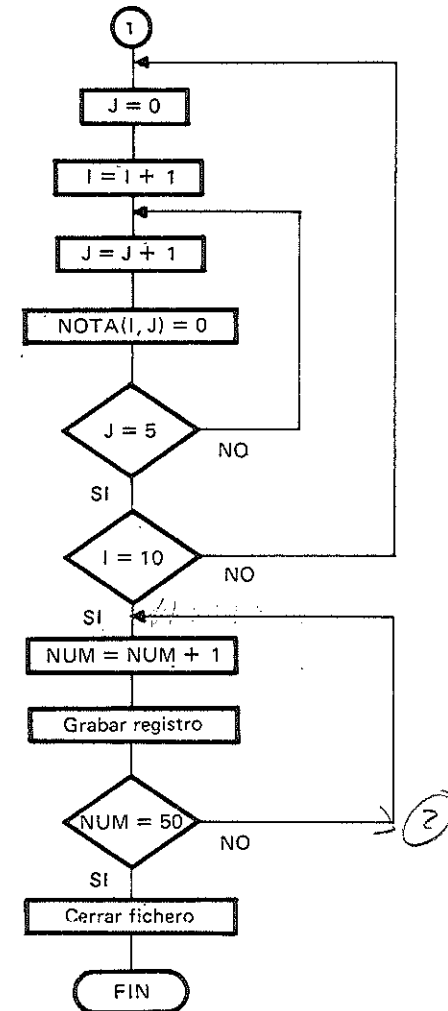 1
J = 0
I = I + 1
J = J + 1
NOTA(I, J) = 0
J = 5
NO
SI
I = 10
NO
SI
NUM = NUM + 1
Grabar registro
NUM = 50
NO
2
SI
Cerrar fichero
FIN